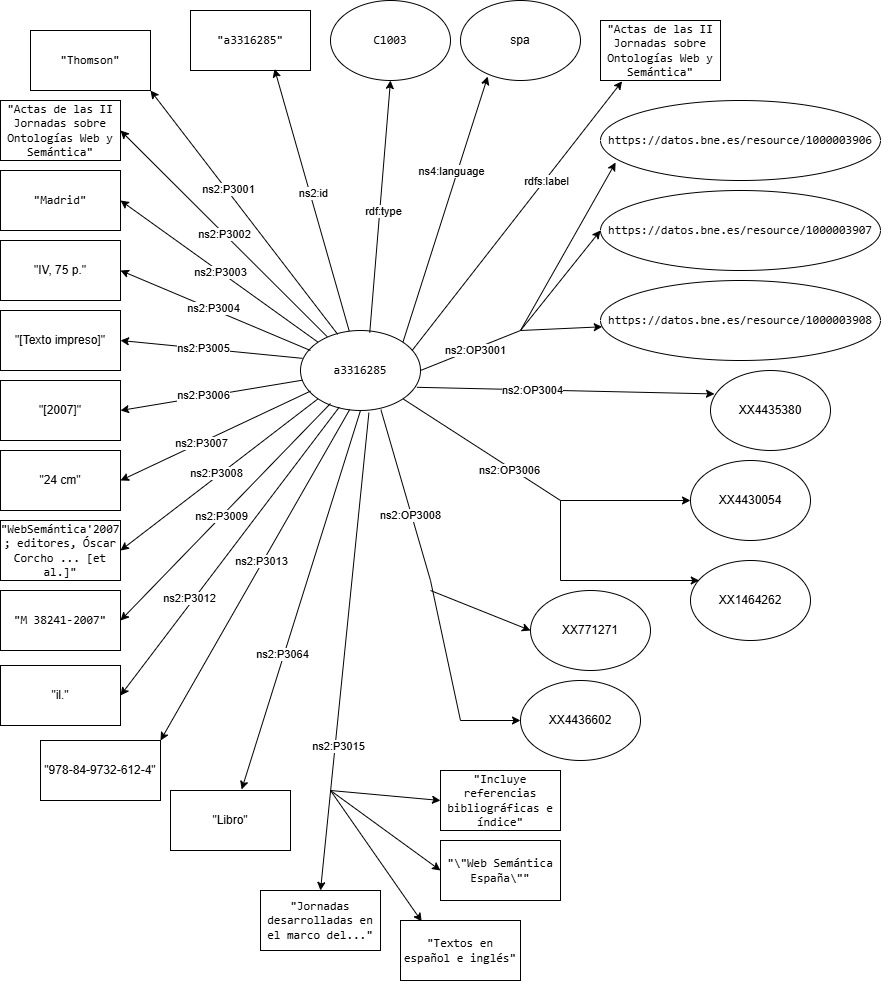 "a3316285"
C1003
spa
"Actas de las II
Jornadas sobre
Ontologías Web y
Semántica"
"Thomson"
"Actas de las II
Jornadas sobre
Ontologías Web y
Semántica"
https://datos.bne.es/resource/1000003906
ns4:language
rdfs:label
ns2:P3001
ns2:id
rdf:type
"Madrid"
ns2:P3002
https://datos.bne.es/resource/1000003907
"IV, 75 p."
ns2:P3003
ns2:P3004
https://datos.bne.es/resource/1000003908
"[Texto impreso]"
ns2:P3005
ns2:OP3001
a3316285
ns2:P3006
ns2:OP3004
"[2007]"
XX4435380
ns2:P3007
ns2:P3008
ns2:OP3006
"24 cm"
XX4430054
ns2:P3009
ns2:OP3008
"WebSemántica'2007
; editores, Óscar
Corcho ... [et
al.]"
ns2:P3013
ns2:P3012
XX1464262
"M 38241-2007"
XX771271
ns2:P3064
"il."
XX4436602
ns2:P3015
"978-84-9732-612-4"
"Libro"
"Incluye
referencias
bibliográficas e
índice"
"\"Web Semántica
España\""
"Jornadas
desarrolladas en
el marco del..."
"Textos en
español e inglés"